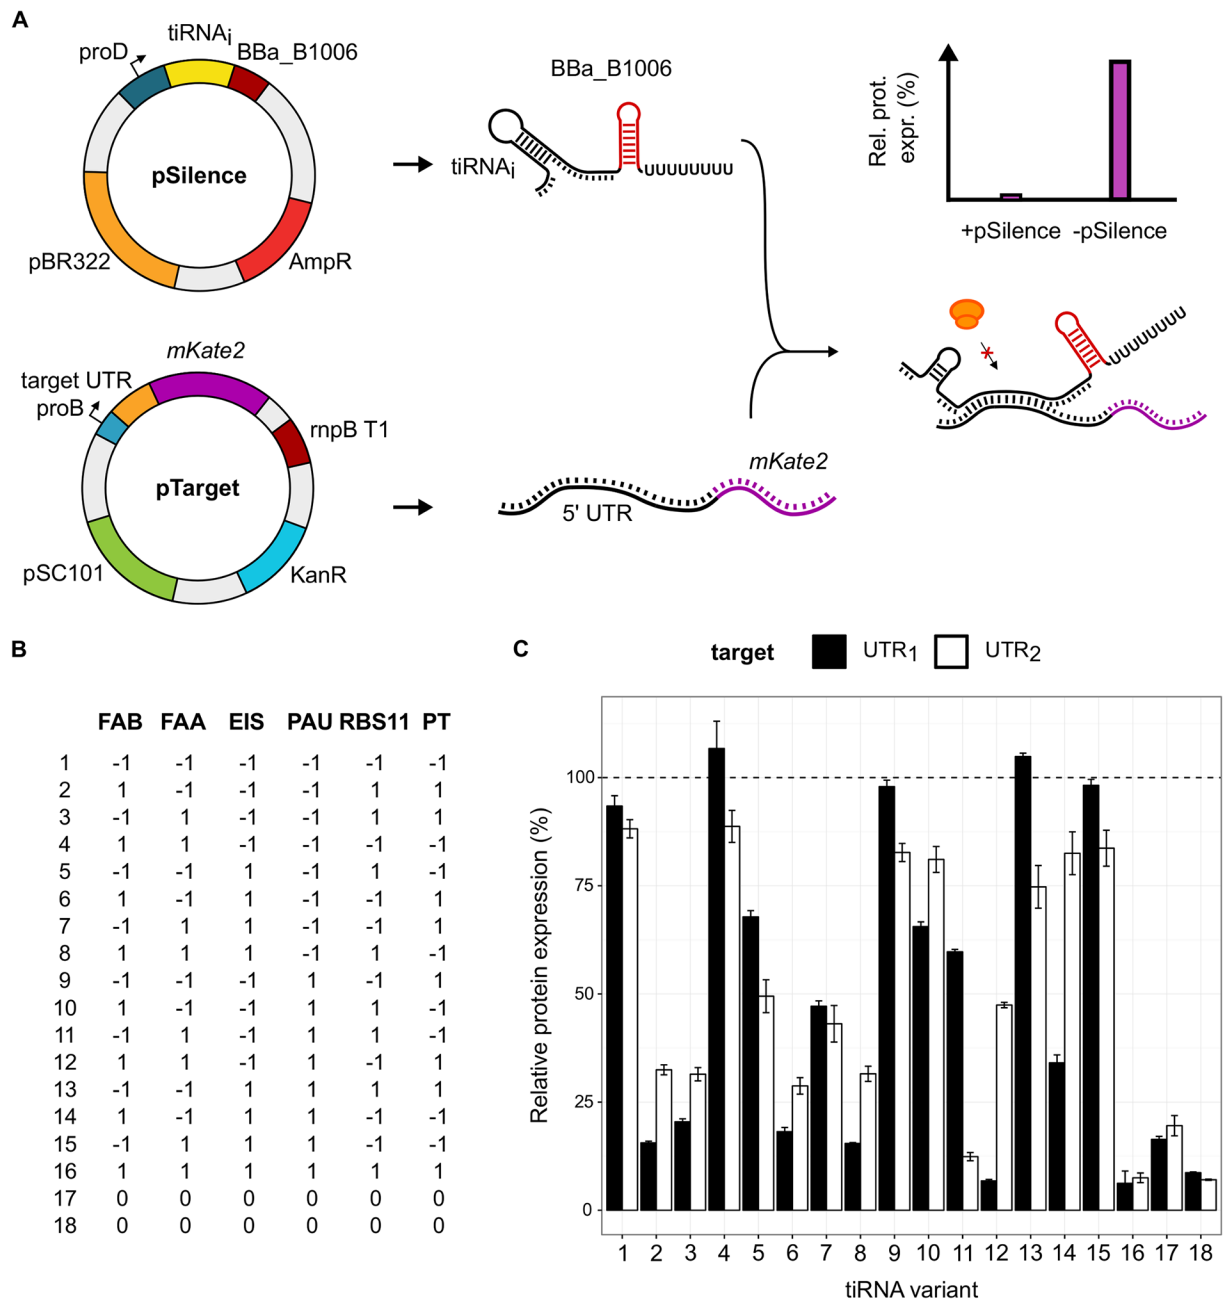 A
tiRNAi
proD
BBa_B1006
pSilence
pBR322
AmpR
BBa_B1006
tiRNAi
UUUUUUUU
Rel. prot.
expr. (%)
+pSilence -pSilence
mKate2
target UTR
proB
rnpB T1
pTarget
pSC101
KanR
mKate2
5' UTR
UUUUUUUU
B
FAB FAA EIS PAU RBS11 PT
1 -1 -1 -1 -1 -1 -1
2 1 -1 -1 -1 1 1
3 -1 1 -1 -1 1 1
4 1 1 -1 -1 -1 -1
5 -1 -1 1 -1 1 -1
6 1 -1 1 -1 -1 1
7 -1 1 1 -1 -1 1
8 1 1 1 -1 1 -1
9 -1 -1 -1 1 -1 1
10 1 -1 -1 1 1 -1
11 -1 1 -1 1 1 -1
12 1 1 -1 1 -1 1
13 -1 -1 1 1 1 1
14 1 -1 1 1 -1 -1
15 -1 1 1 1 -1 -1
16 1 1 1 1 1 1
17 0 0 0 0 0 0
18 0 0 0 0 0 0
C
target UTR1 UTR2
Relative protein expression (%)
100
75
50
25
0
1 2 3 4 5 6 7 8 9 10 11 12 13 14 15 16 17 18
tiRNA variant